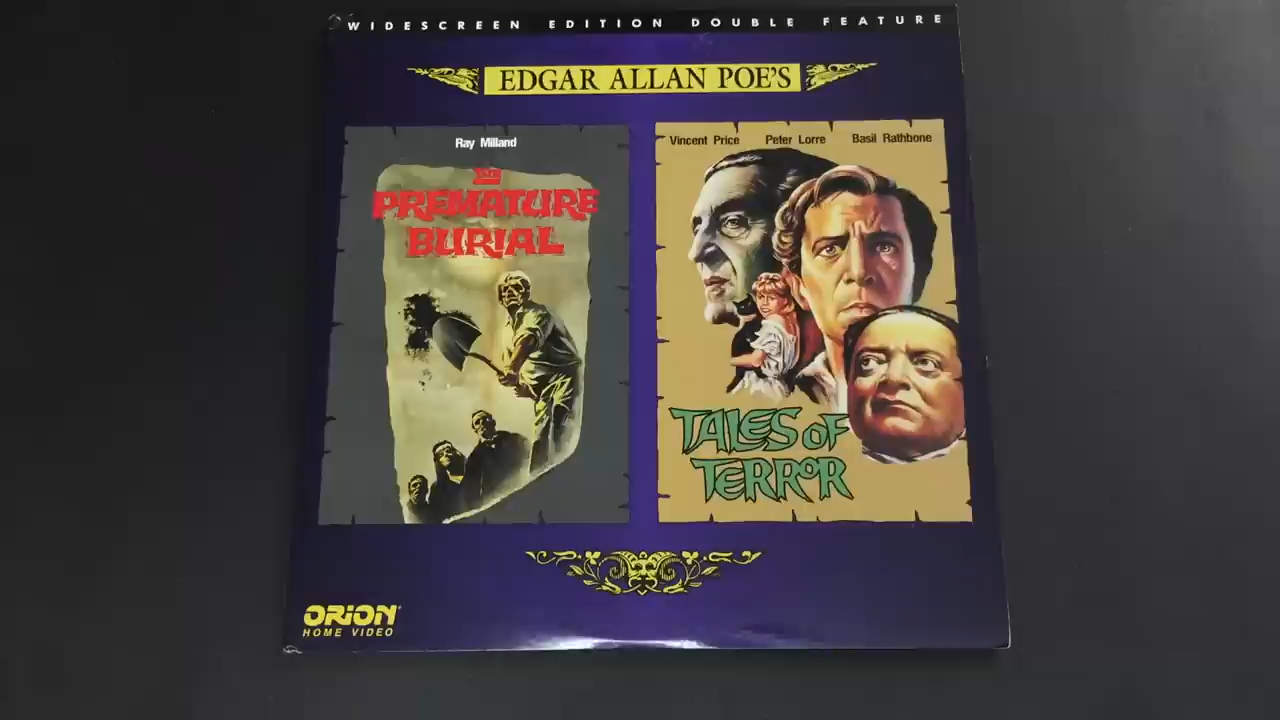 WIDESCREEN EDITION DOUBLE FEATURE
EDGAR ALLAN POE'S
Ray Milland
PREMATURE
BURIAL
Vincent Price Peter Lorre Basil Rathbone
TALES OF
TERROR
ORION
HOME VIDEO